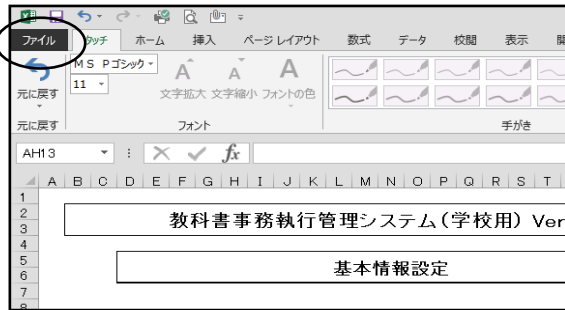 ファイル タッチ ホーム 挿入 ページ レイアウト 数式 データ 校閲 表示
元に戻す
ＭＳ Ｐゴシック
11
文字拡大 文字縮小 フォントの色
元に戻す フォント 手がき
AH13 fx
A B C D E F G H I J K L M N O P Q R S T
1
2
教科書事務執行管理システム（学校用）Ver
3
4
5
基本情報設定
6
7
8